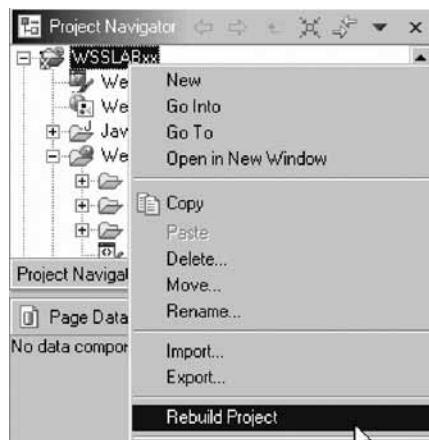 Project Navigator
WSSLABxx
We
New
We
Go Into
Jav
Go To
We
Open in New Window
Copy
Paste
Delete...
Project Navigat
Move...
Page Data
Rename...
No data compor
Import...
Export...
Rebuild Project